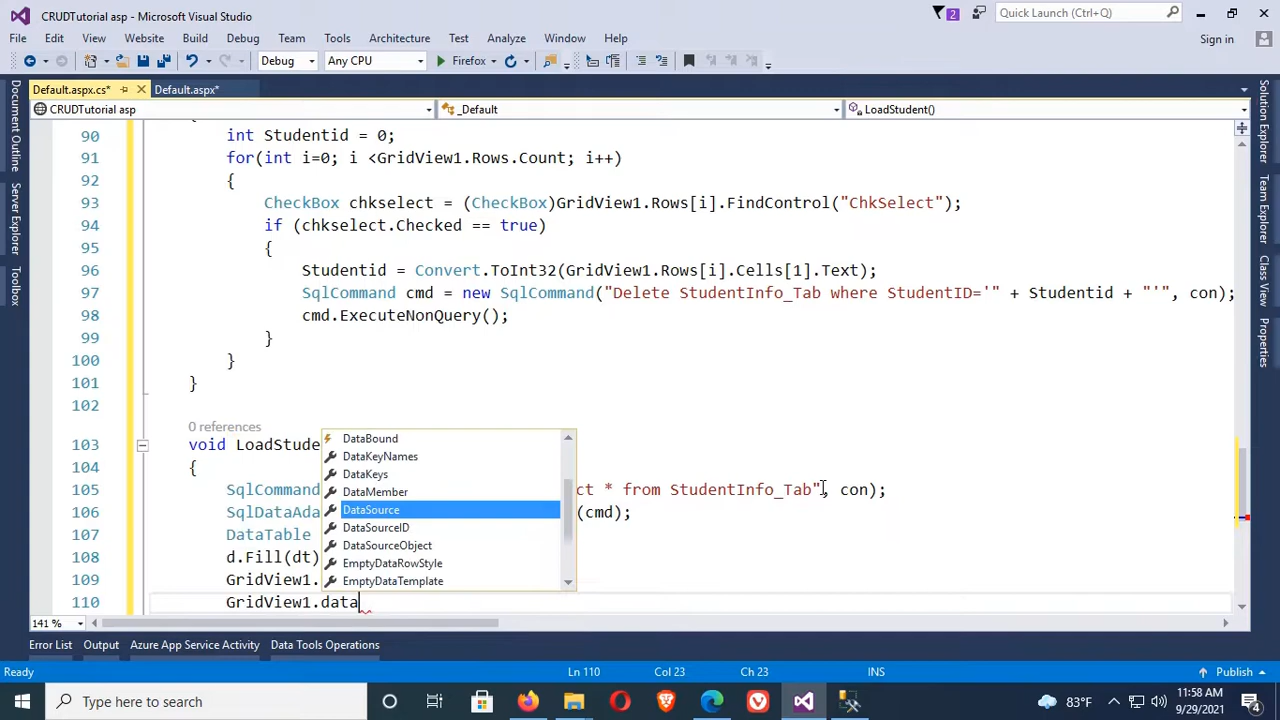 CRUDTutorial asp - Microsoft Visual Studio
2
Quick Launch (Ctrl+Q)
File Edit View Website Build Debug Team Tools Architecture Test Analyze Window Help
Sign in
Debug
Any CPU
Firefox
Default.aspx.cs*
Default.aspx*
CRUDTutorial asp
_Default
LoadStudent()
Document Outline
Server Explorer
Toolbox
Solution Explorer
Team Explorer
Class View
Properties
{
90 int Studentid = 0;
91 for(int i=0; i <GridView1.Rows.Count; i++)
92 {
93 CheckBox chkselect = (CheckBox)GridView1.Rows[i].FindControl("ChkSelect");
94 if (chkselect.Checked == true)
95 {
96 Studentid = Convert.ToInt32(GridView1.Rows[i].Cells[1].Text);
97 SqlCommand cmd = new SqlCommand("Delete StudentInfo_Tab where StudentID='" + Studentid + "'", con);
98 cmd.ExecuteNonQuery();
99 }
100 }
101 }
102
0 references
103 void LoadStude
104 {
105 SqlCommand ct * from StudentInfo_Tab", con);
106 SqlDataAda (cmd);
107 DataTable
108 d.Fill(dt)
109 GridView1.
110 GridView1.data
DataBound
DataKeyNames
DataKeys
DataMember
DataSource
DataSourceID
DataSourceObject
EmptyDataRowStyle
EmptyDataTemplate
141 %
Error List Output Azure App Service Activity Data Tools Operations
Ready Ln 110 Col 23 Ch 23 INS Publish
Type here to search
83°F
11:58 AM
9/29/2021
4